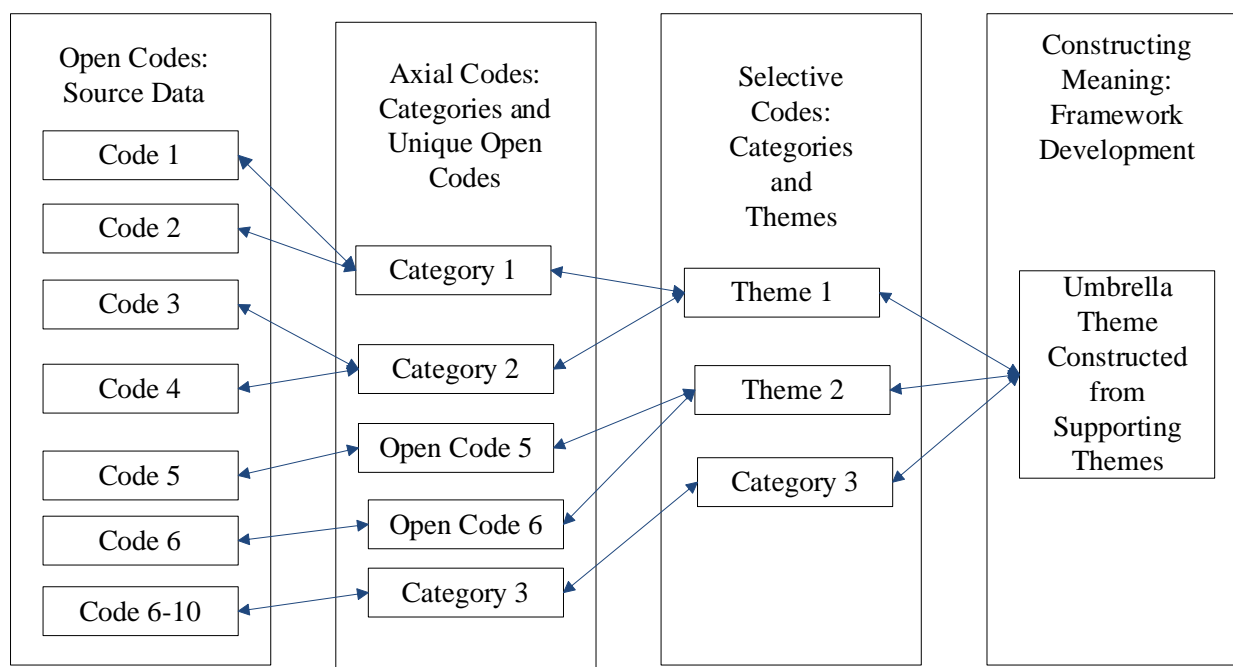 Open Codes:
Source Data
Code 1
Code 2
Code 3
Code 4
Code 5
Code 6
Code 6-10
Axial Codes:
Categories and
Unique Open
Codes
Category 1
Category 2
Open Code 5
Open Code 6
Category 3
Selective
Codes:
Categories
and
Themes
Theme 1
Theme 2
Category 3
Constructing
Meaning:
Framework
Development
Umbrella
Theme
Constructed
from
Supporting
Themes